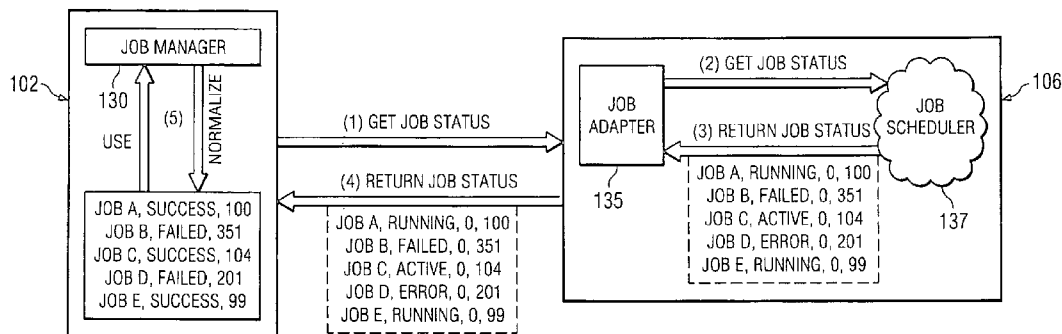 JOB MANAGER
102
130
(5)
USE
NORMALIZE
JOB A, SUCCESS, 100
JOB B, FAILED, 351
JOB C, SUCCESS, 104
JOB D, FAILED, 201
JOB E, SUCCESS, 99
(1) GET JOB STATUS
(4) RETURN JOB STATUS
JOB A, RUNNING, 0, 100
JOB B, FAILED, 0, 351
JOB C, ACTIVE, 0, 104
JOB D, ERROR, 0, 201
JOB E, RUNNING, 0, 99
JOB
ADAPTER
135
(2) GET JOB STATUS
(3) RETURN JOB STATUS
JOB A, RUNNING, 0, 100
JOB B, FAILED, 0, 351
JOB C, ACTIVE, 0, 104
JOB D, ERROR, 0, 201
JOB E, RUNNING, 0, 99
JOB
SCHEDULER
137
106